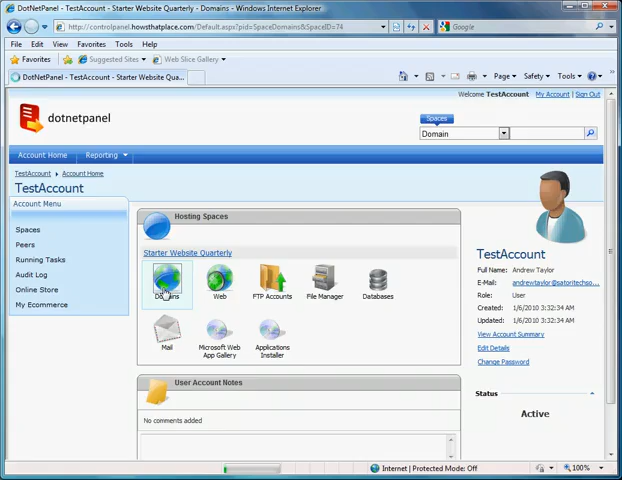 DotNetPanel - TestAccount - Starter Website Quarterly - Domains - Windows Internet Explorer
http://controlpanel.howsthatplace.com/Default.aspx?pid=SpaceDomains&SpaceID=74
Google
File Edit View Favorites Tools Help
Favorites Suggested Sites Web Slice Gallery
DotNetPanel - TestAccount - Starter Website Qua...
Page Safety Tools
Welcome TestAccount My Account | Sign Out
dotnetpanel
Spaces
Domain
Account Home Reporting
TestAccount Account Home
TestAccount
Account Menu
Spaces
Peers
Running Tasks
Audit Log
Online Store
My Ecommerce
Hosting Spaces
Starter Website Quarterly
Domains Web FTP Accounts File Manager Databases
Mail Microsoft Web App Gallery Applications Installer
User Account Notes
No comments added
TestAccount
Full Name: Andrew Taylor
E-Mail: andrewtaylor@satoritechso...
Role: User
Created: 1/6/2010 3:32:34 AM
Updated: 1/6/2010 3:32:34 AM
View Account Summary
Edit Details
Change Password
Status
Active
Internet | Protected Mode: Off
100%